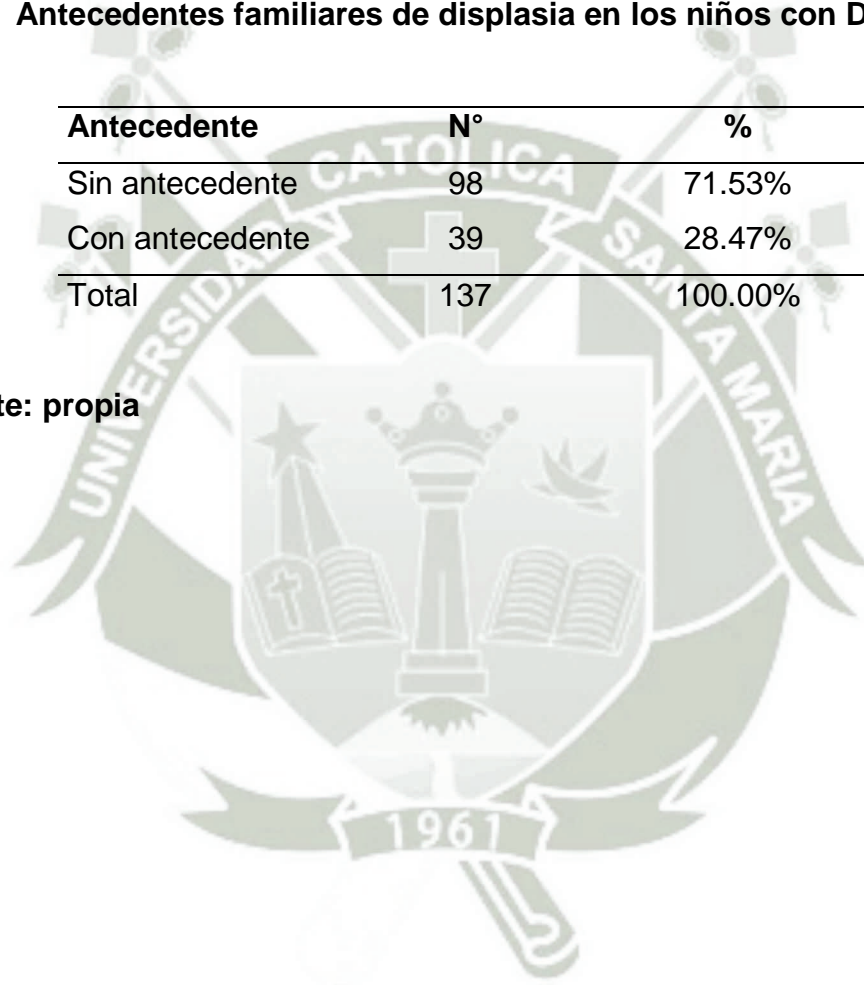 Antecedentes familiares de displasia en los niños con
Antecedente N° %
Sin antecedente 98 71.53%
Con antecedente 39 28.47%
Total 137 100.00%
te: propia
UNIVERSIDAD CATOLICA SANTA MARIA
1961